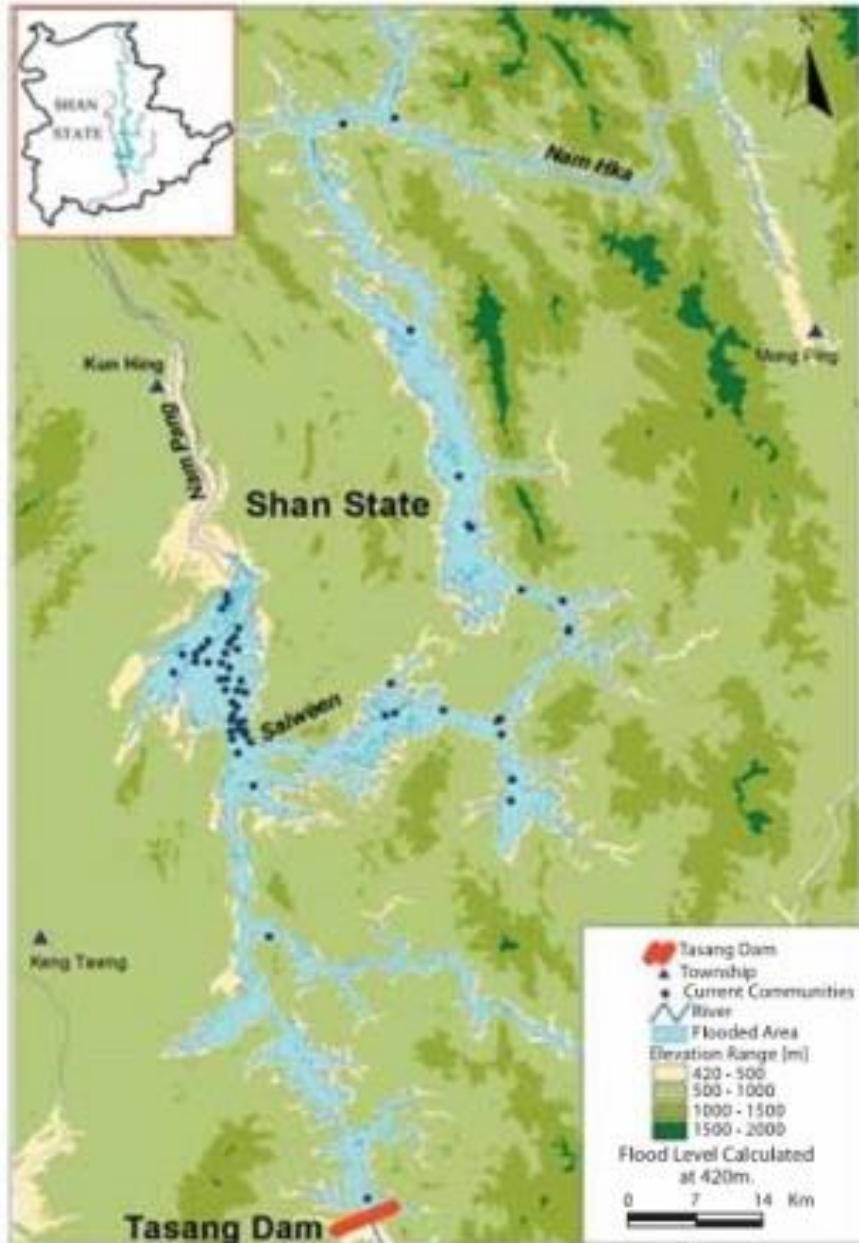 N
SHAN
STATE
Nam Hka
Kun Hing
Nam Pang
Shan State
Salween
Keng Tawng
Tasang Dam
Tasang Dam
Township
Current Communities
River
Flooded Area
Elevation Range [m]
420 - 500
500 - 1000
1000 - 1500
1500 - 2000
Flood Level Calculated
at 420m.
0 7 14 Km